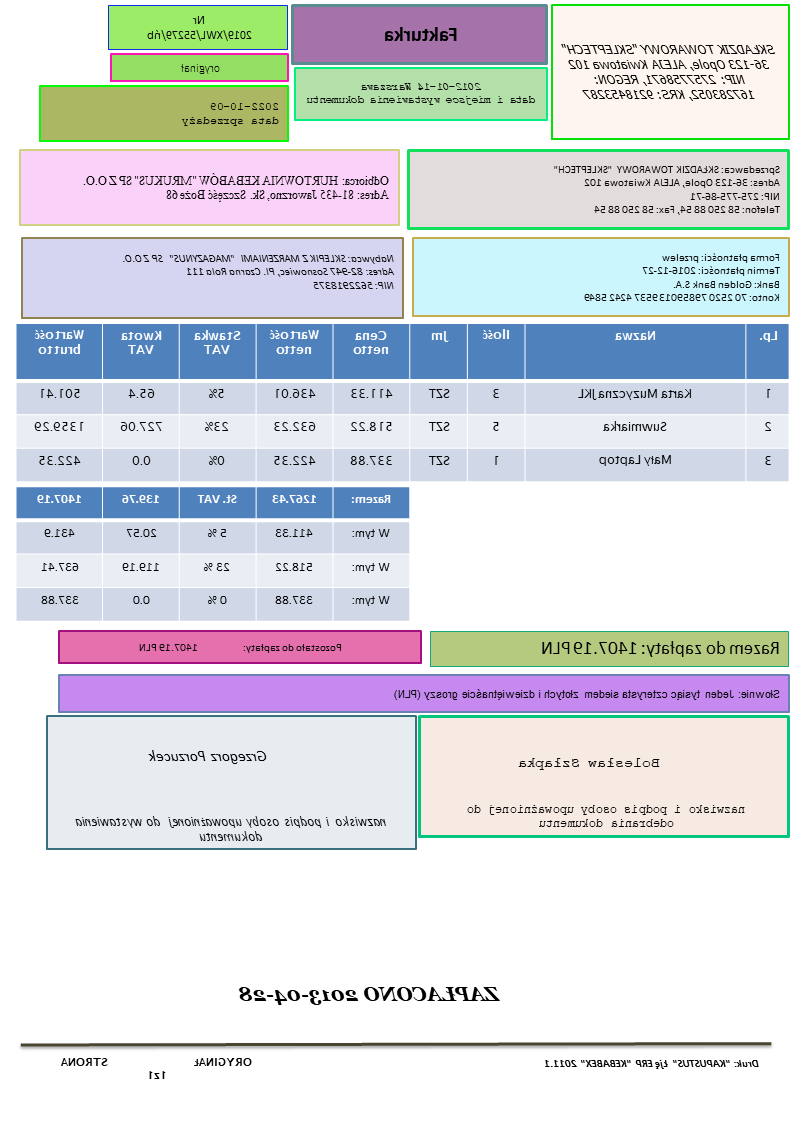 SKŁADZIK TOWAROWY "SKLEPTECH"
36-123 Opole, ALEJA Kwiatowa 102
NIP: 2757758671, REGON:
167283052, KRS: 9218453287
Fakturka
2012-01-14 Warszawa
data i miejsce wystawienia dokumentu
Nr
2019/XWL/55279/ńb
oryginał
2022-10-09
data sprzedaży
Sprzedawca: SKŁADZIK TOWAROWY "SKLEPTECH"
Adres: 36-123 Opole, ALEJA Kwiatowa 102
NIP: 275-775-86-71
Telefon: 58 250 88 54, Fax: 58 250 88 54
Odbiorca: HURTOWNIA KEBABÓW "MRUKUS" SP Z O.O.
Adres: 81-435 Jaworzno, Sk. Szczęść Boże 68
Forma płatności: przelew
Termin płatności: 2016-12-27
Bank: Golden Bank S.A.
Konto: 70 2520 7985 9013 9537 4242 5849
Nabywca: SKLEPIK Z MARZENIAMI "MAGAZYNUS" SP Z O.O.
Adres: 82-947 Sosnowiec, Pl. Czarna Rola 111
NIP: 5622918375
Lp. Nazwa Ilość Jm Cena netto Wartość netto Stawka VAT Kwota VAT Wartość brutto
1 Karta Muzyczna JKL 3 SZT 411.33 436.01 5% 65.4 501.41
2 Suwmiarka 5 SZT 518.22 632.23 23% 727.06 1359.29
3 Mały Laptop 1 SZT 337.88 422.35 0% 0.0 422.35
Razem: 1267.43 St. VAT 139.76 1407.19
W tym: 411.33 5 % 20.57 431.9
W tym: 518.22 23 % 119.19 637.41
W tym: 337.88 0 % 0.0 337.88
Razem do zapłaty: 1407.19 PLN
Pozostało do zapłaty: 1407.19 PLN
Słownie: Jeden tysiąc czterysta siedem złotych i dziewiętnaście groszy (PLN)
Bolesław Szłapka
nazwisko i podpis osoby upoważnionej do
odebrania dokumentu
Grzegorz Porzucek
nazwisko i podpis osoby upoważnionej do wystawienia
dokumentu
ZAPŁACONO 2013-04-28
Druk: "KAPUSTUS" Łję ERP "KEBABEX" 2011.1
ORYGINAŁ STRONA
1 z 1